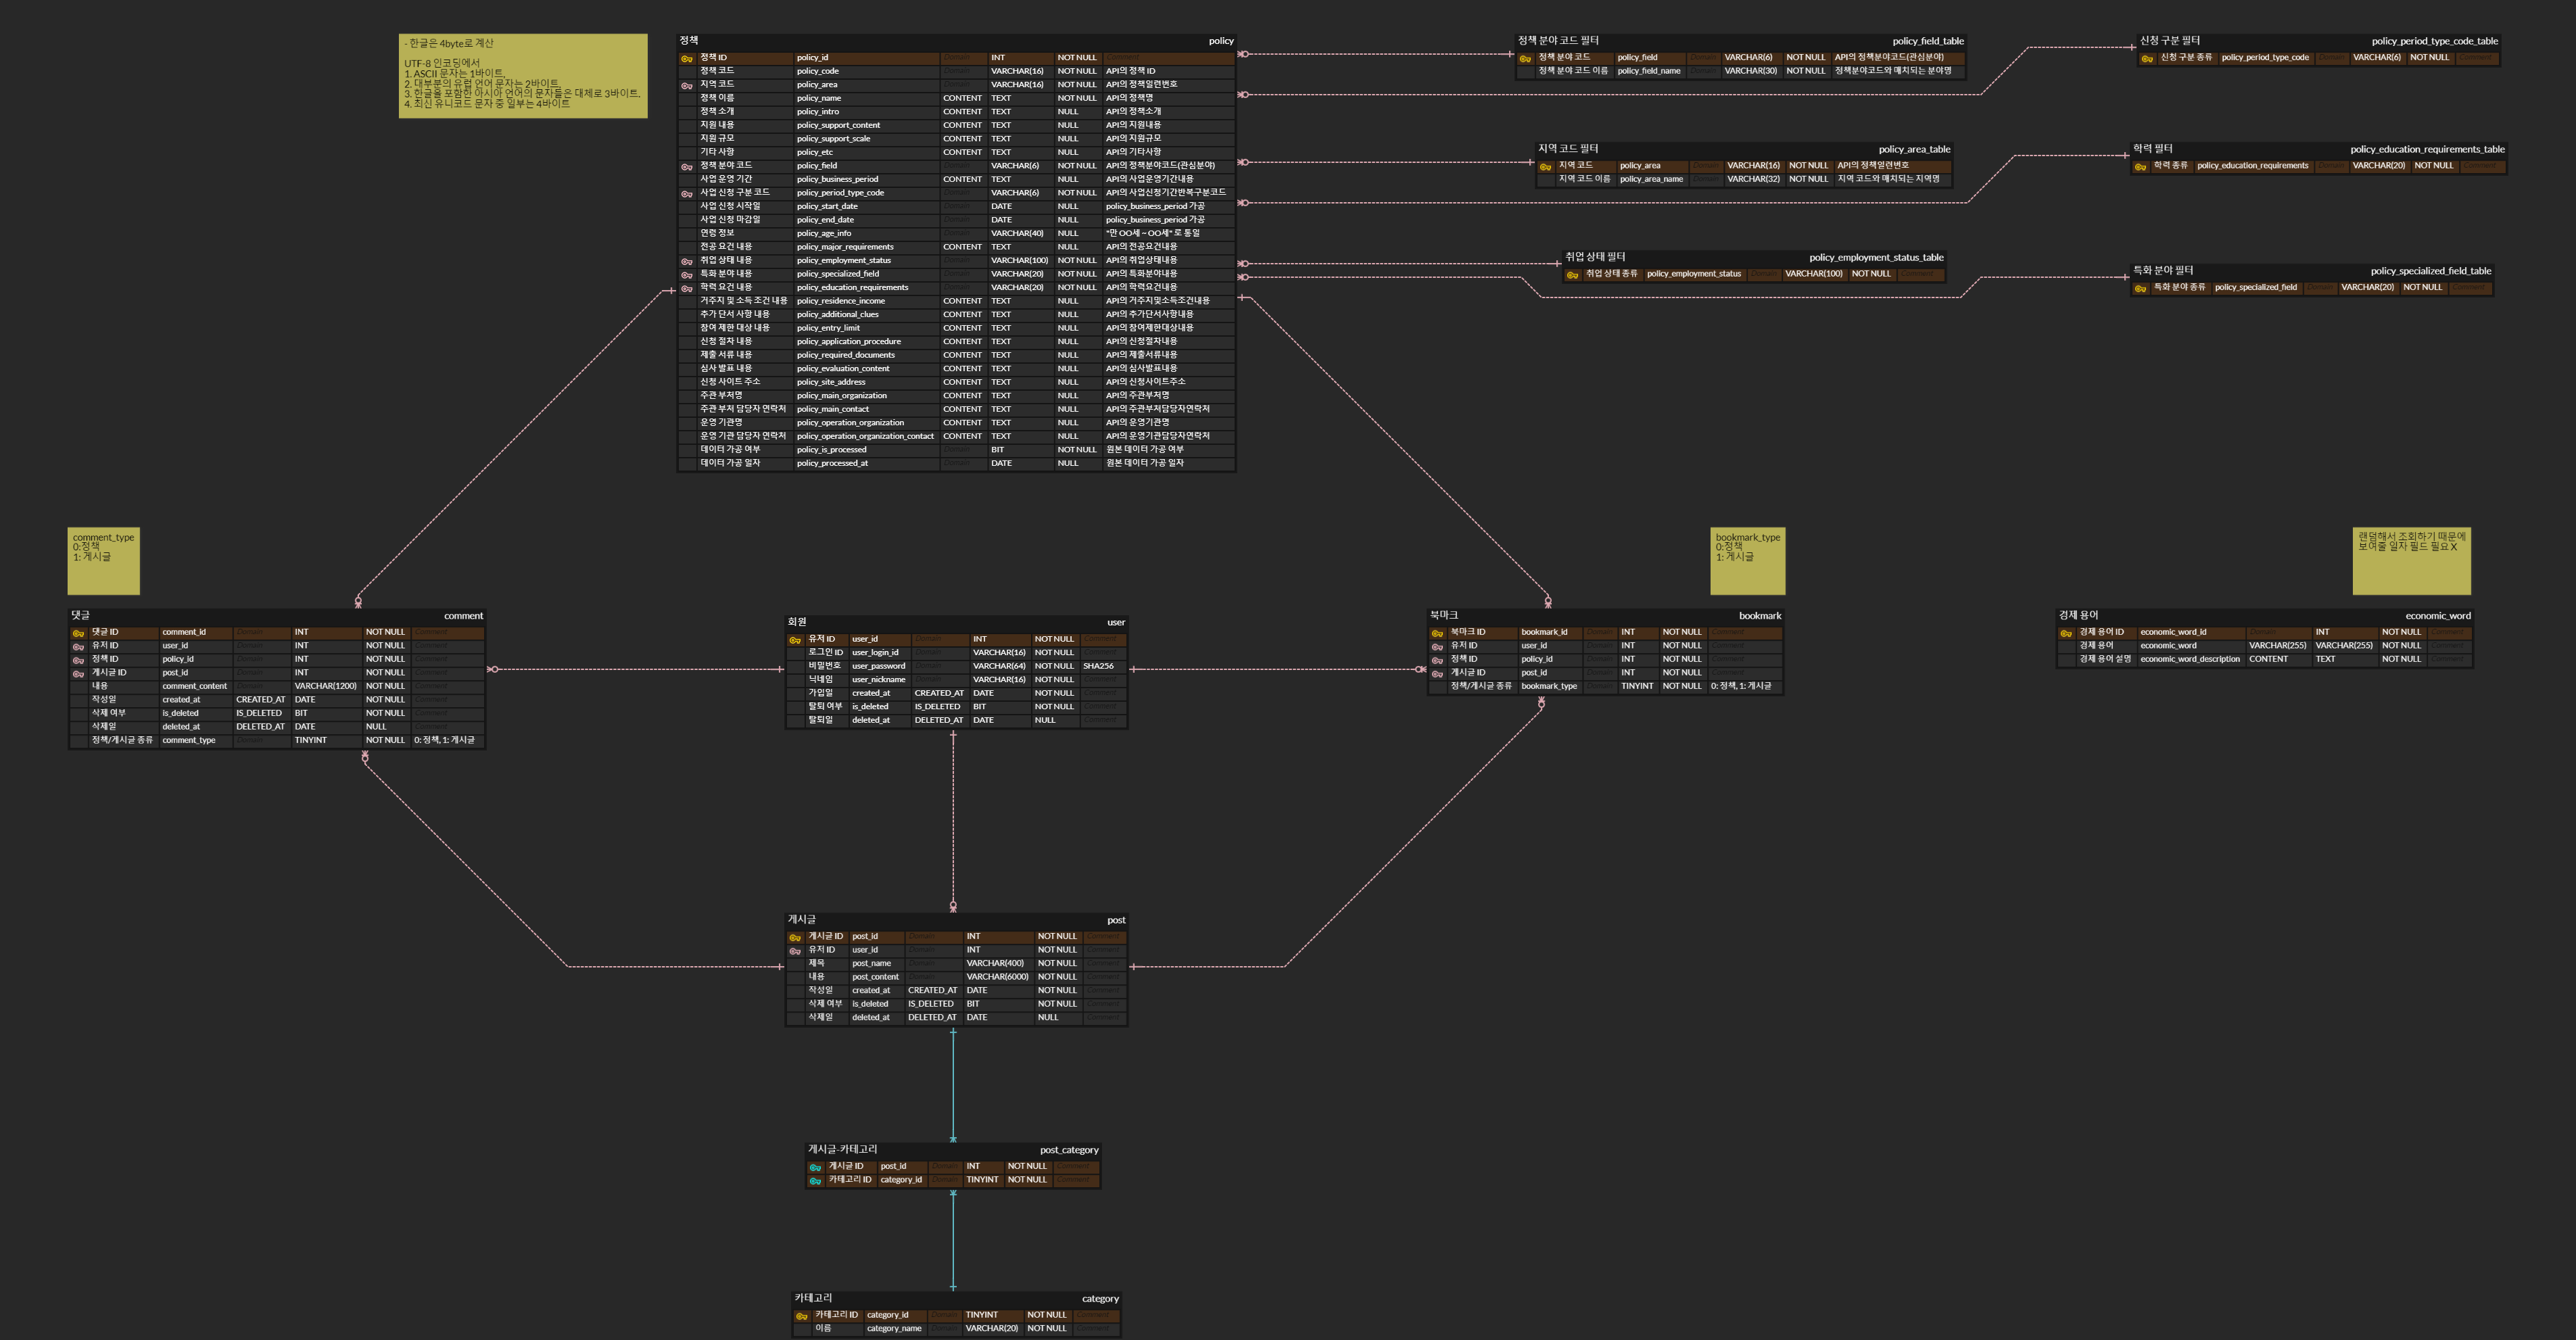 - 한글은 4byte로 계산
UTF-8 인코딩에서
1. ASCII 문자는 1바이트,
2. 대부분의 유럽 언어 문자는 2바이트,
3. 한글을 포함한 아시아 언어의 문자들은 대체로 3바이트,
4. 최신 유니코드 문자 중 일부는 4바이트
정책 policy
정책 ID policy_id Domain INT NOT NULL Comment
정책 코드 policy_code Domain VARCHAR(16) NOT NULL API의 정책 ID
지역 코드 policy_area Domain VARCHAR(16) NOT NULL API의 정책일련번호
정책 이름 policy_name CONTENT TEXT NOT NULL API의 정책명
정책 소개 policy_intro CONTENT TEXT NULL API의 정책소개
지원 내용 policy_support_content CONTENT TEXT NULL API의 지원내용
지원 규모 policy_support_scale CONTENT TEXT NULL API의 지원규모
기타 사항 policy_etc CONTENT TEXT NULL API의 기타사항
정책 분야 코드 policy_field Domain VARCHAR(6) NOT NULL API의 정책분야코드(관심분야)
사업 운영 기간 policy_business_period CONTENT TEXT NULL API의 사업운영기간내용
사업 신청 구분 코드 policy_period_type_code Domain VARCHAR(6) NOT NULL API의 사업신청기간반복구분코드
사업 신청 시작일 policy_start_date Domain DATE NULL policy_business_period 가공
사업 신청 마감일 policy_end_date Domain DATE NULL policy_business_period 가공
연령 정보 policy_age_info Domain VARCHAR(40) NULL "만 OO세 ~ OO세" 로 통일
전공 요건 내용 policy_major_requirements CONTENT TEXT NULL API의 전공요건내용
취업 상태 내용 policy_employment_status Domain VARCHAR(100) NOT NULL API의 취업상태내용
특화 분야 내용 policy_specialized_field Domain VARCHAR(20) NOT NULL API의 특화분야내용
학력 요건 내용 policy_education_requirements Domain VARCHAR(20) NOT NULL API의 학력요건내용
거주지 및 소득 조건 내용 policy_residence_income CONTENT TEXT NULL API의 거주지및소득조건내용
추가 단서 사항 내용 policy_additional_clues CONTENT TEXT NULL API의 추가단서사항내용
참여 제한 대상 내용 policy_entry_limit CONTENT TEXT NULL API의 참여제한대상내용
신청 절차 내용 policy_application_procedure CONTENT TEXT NULL API의 신청절차내용
제출 서류 내용 policy_required_documents CONTENT TEXT NULL API의 제출서류내용
심사 발표 내용 policy_evaluation_content CONTENT TEXT NULL API의 심사발표내용
신청 사이트 주소 policy_site_address CONTENT TEXT NULL API의 신청사이트주소
주관 부처명 policy_main_organization CONTENT TEXT NULL API의 주관부처명
주관 부처 담당자 연락처 policy_main_contact CONTENT TEXT NULL API의 주관부처담당자연락처
운영 기관명 policy_operation_organization CONTENT TEXT NULL API의 운영기관명
운영 기관 담당자 연락처 policy_operation_organization_contact CONTENT TEXT NULL API의 운영기관담당자연락처
데이터 가공 여부 policy_is_processed Domain BIT NOT NULL 원본 데이터 가공 여부
데이터 가공 일자 policy_processed_at Domain DATE NULL 원본 데이터 가공 일자
정책 분야 코드 필터 policy_field_table
정책 분야 코드 policy_field Domain VARCHAR(6) NOT NULL API의 정책분야코드(관심분야)
정책 분야 코드 이름 policy_field_name Domain VARCHAR(30) NOT NULL 정책분야코드와 매치되는 분야명
신청 구분 필터 policy_period_type_code_table
신청 구분 종류 policy_period_type_code Domain VARCHAR(6) NOT NULL Comment
지역 코드 필터 policy_area_table
지역 코드 policy_area Domain VARCHAR(16) NOT NULL API의 정책일련번호
지역 코드 이름 policy_area_name Domain VARCHAR(32) NOT NULL 지역 코드와 매치되는 지역명
학력 필터 policy_education_requirements_table
학력 종류 policy_education_requirements Domain VARCHAR(20) NOT NULL Comment
취업 상태 필터 policy_employment_status_table
취업 상태 종류 policy_employment_status Domain VARCHAR(100) NOT NULL Comment
특화 분야 필터 policy_specialized_field_table
특화 분야 종류 policy_specialized_field Domain VARCHAR(20) NOT NULL Comment
comment_type
0:정책
1: 게시글
bookmark_type
0:정책
1: 게시글
랜덤해서 조회하기 때문에
보여줄 일자 필드 필요 X
댓글 comment
댓글 ID comment_id Domain INT NOT NULL Comment
유저 ID user_id Domain INT NOT NULL Comment
정책 ID policy_id Domain INT NOT NULL Comment
게시글 ID post_id Domain INT NOT NULL Comment
내용 comment_content Domain VARCHAR(1200) NOT NULL Comment
작성일 created_at CREATED_AT DATE NOT NULL Comment
삭제 여부 is_deleted IS_DELETED BIT NOT NULL Comment
삭제일 deleted_at DELETED_AT DATE NULL Comment
정책/게시글 종류 comment_type Domain TINYINT NOT NULL 0: 정책, 1: 게시글
회원 user
유저 ID user_id Domain INT NOT NULL Comment
로그인 ID user_login_id Domain VARCHAR(16) NOT NULL Comment
비밀번호 user_password Domain VARCHAR(64) NOT NULL SHA256
닉네임 user_nickname Domain VARCHAR(16) NOT NULL Comment
가입일 created_at CREATED_AT DATE NOT NULL Comment
탈퇴 여부 is_deleted IS_DELETED BIT NOT NULL Comment
탈퇴일 deleted_at DELETED_AT DATE NULL Comment
북마크 bookmark
북마크 ID bookmark_id Domain INT NOT NULL Comment
유저 ID user_id Domain INT NOT NULL Comment
정책 ID policy_id Domain INT NOT NULL Comment
게시글 ID post_id Domain INT NOT NULL Comment
정책/게시글 종류 bookmark_type Domain TINYINT NOT NULL 0: 정책, 1: 게시글
경제 용어 economic_word
경제 용어 ID economic_word_id Domain INT NOT NULL Comment
경제 용어 economic_word VARCHAR(255) VARCHAR(255) NOT NULL Comment
경제 용어 설명 economic_word_description CONTENT TEXT NOT NULL Comment
게시글 post
게시글 ID post_id Domain INT NOT NULL Comment
유저 ID user_id Domain INT NOT NULL Comment
제목 post_name Domain VARCHAR(400) NOT NULL Comment
내용 post_content Domain VARCHAR(6000) NOT NULL Comment
작성일 created_at CREATED_AT DATE NOT NULL Comment
삭제 여부 is_deleted IS_DELETED BIT NOT NULL Comment
삭제일 deleted_at DELETED_AT DATE NULL Comment
게시글-카테고리 post_category
게시글 ID post_id Domain INT NOT NULL Comment
카테고리 ID category_id Domain TINYINT NOT NULL Comment
카테고리 category
카테고리 ID category_id Domain TINYINT NOT NULL Comment
이름 category_name Domain VARCHAR(20) NOT NULL Comment